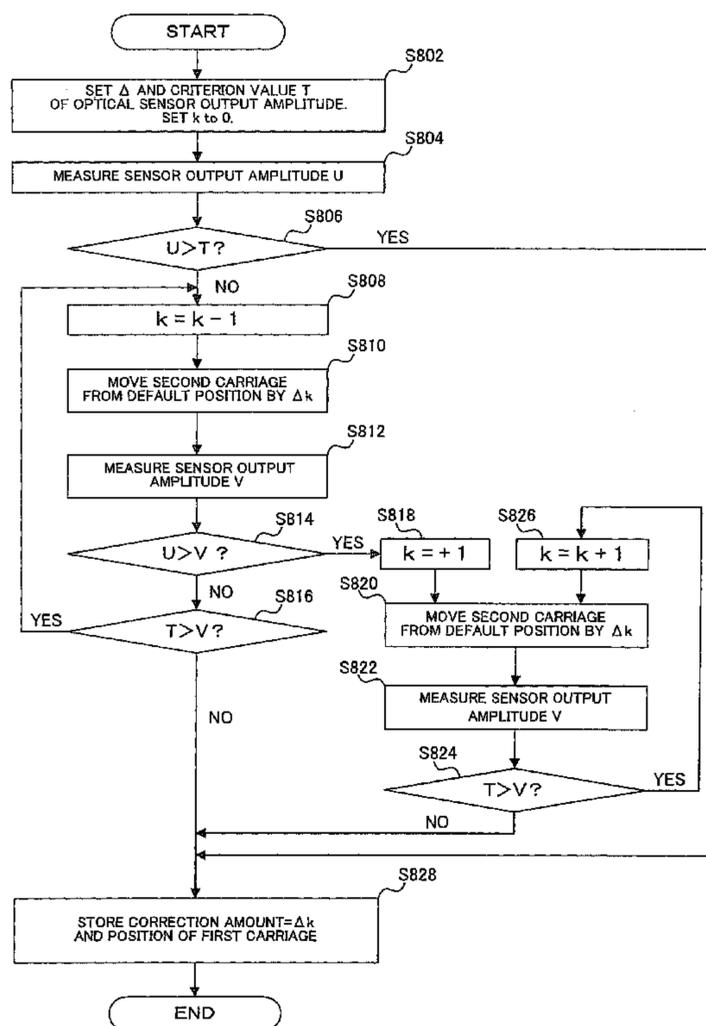 START
S802
SET Δ AND CRITERION VALUE T
OF OPTICAL SENSOR OUTPUT AMPLITUDE.
SET k to 0.
S804
MEASURE SENSOR OUTPUT AMPLITUDE U
S806
U>T?
YES
NO
S808
k = k − 1
S810
MOVE SECOND CARRIAGE
FROM DEFAULT POSITION BY Δk
S812
MEASURE SENSOR OUTPUT
AMPLITUDE V
S814
U>V ?
YES
NO
S816
T>V?
YES
NO
S818
k = + 1
S826
k = k + 1
S820
MOVE SECOND CARRIAGE
FROM DEFAULT POSITION BY Δk
S822
MEASURE SENSOR OUTPUT
AMPLITUDE V
S824
T>V?
YES
NO
S828
STORE CORRECTION AMOUNT=Δk
AND POSITION OF FIRST CARRIAGE
END